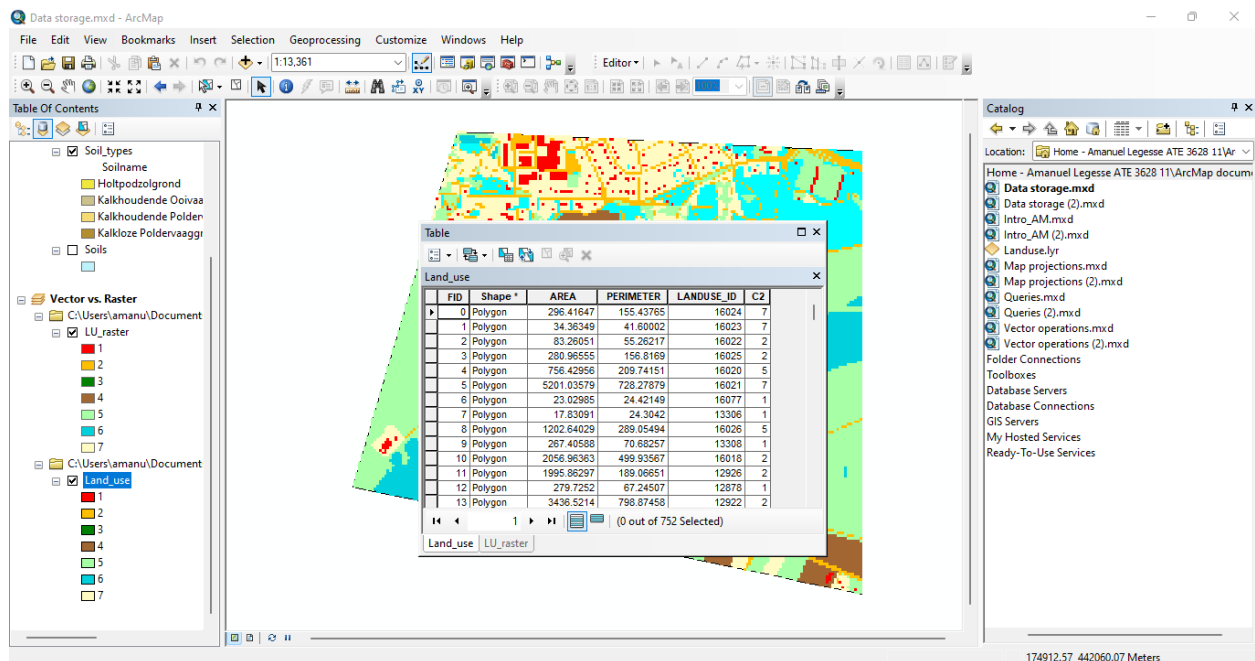 Data storage.mxd - ArcMap
File Edit View Bookmarks Insert Selection Geoprocessing Customize Windows Help
1:13,361
Editor
Table Of Contents
Soil_types
Soilname
Holtpodzolgrond
Kalkhoudende Ooivaa
Kalkhoudende Polder
Kalkloze Poldervaaggr
Soils
Vector vs. Raster
C:\Users\amanu\Document
LU_raster
1
2
3
4
5
6
7
C:\Users\amanu\Document
Land_use
1
2
3
4
5
6
7
Table
Land_use
FID Shape * AREA PERIMETER LANDUSE_ID C2
0 Polygon 296.41647 155.43765 16024 7
1 Polygon 34.36349 41.60002 16023 7
2 Polygon 83.26051 55.26217 16022 2
3 Polygon 280.96555 156.8169 16025 2
4 Polygon 756.42956 209.74151 16020 5
5 Polygon 5201.03579 728.27879 16021 7
6 Polygon 23.02985 24.42149 16077 1
7 Polygon 17.83091 24.3042 13306 1
8 Polygon 1202.64029 289.05494 16026 5
9 Polygon 267.40588 70.68257 13308 1
10 Polygon 2056.96363 499.93567 16018 2
11 Polygon 1995.86297 189.06651 12926 2
12 Polygon 279.7252 67.24507 12878 1
13 Polygon 3436.5214 798.87458 12922 2
1 (0 out of 752 Selected)
Land_use LU_raster
Catalog
Location: Home - Amanuel Legesse ATE 3628 11\Ar
Home - Amanuel Legesse ATE 3628 11\ArcMap docum
Data storage.mxd
Data storage (2).mxd
Intro_AM.mxd
Intro_AM (2).mxd
Landuse.lyr
Map projections.mxd
Map projections (2).mxd
Queries.mxd
Queries (2).mxd
Vector operations.mxd
Vector operations (2).mxd
Folder Connections
Toolboxes
Database Servers
Database Connections
GIS Servers
My Hosted Services
Ready-To-Use Services
174912.57 442060.07 Meters